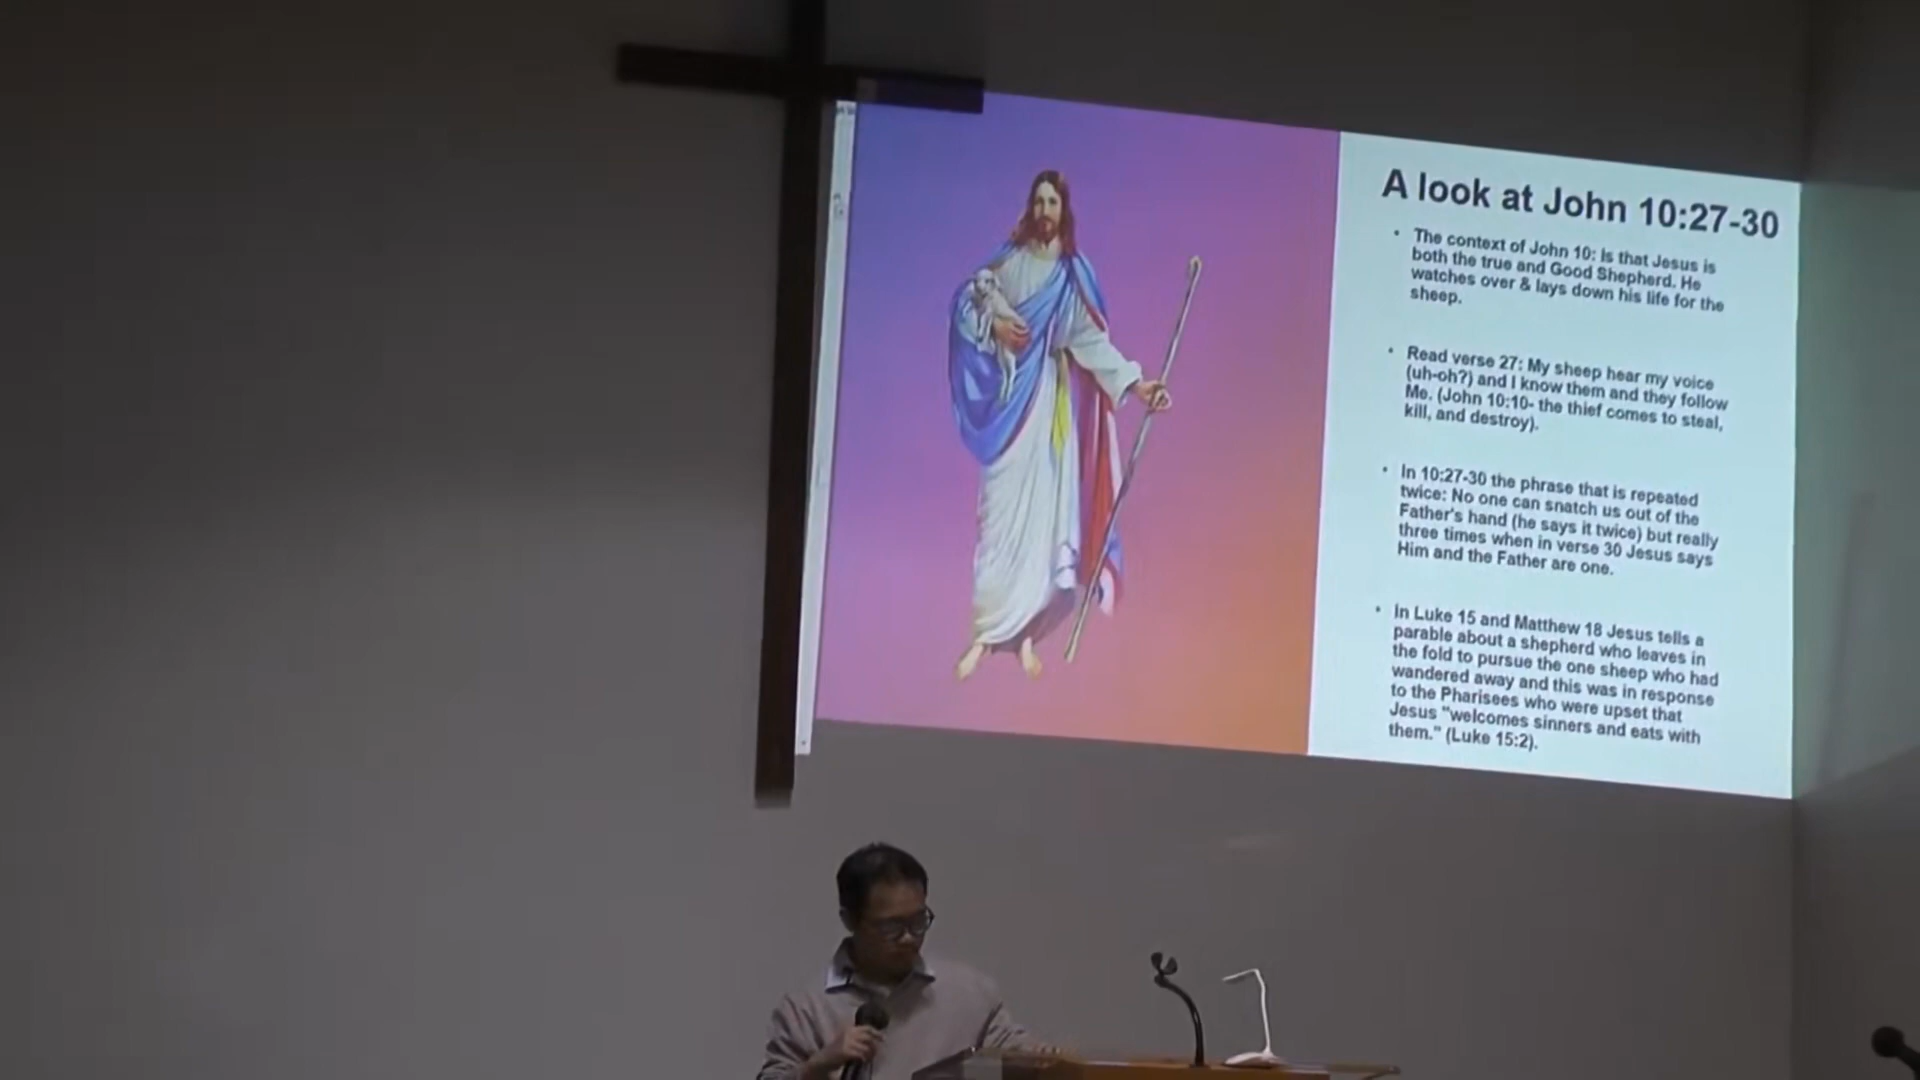 A look at John 10:27-30
• The context of John 10: Is that Jesus is
both the true and Good Shepherd. He
watches over & lays down his life for the
sheep.
• Read verse 27: My sheep hear my voice
(uh-oh?) and I know them and they follow
Me. (John 10:10- the thief comes to steal,
kill, and destroy).
• In 10:27-30 the phrase that is repeated
twice: No one can snatch us out of the
Father's hand (he says it twice) but really
three times when in verse 30 Jesus says
Him and the Father are one.
• In Luke 15 and Matthew 18 Jesus tells a
parable about a shepherd who leaves in
the fold to pursue the one sheep who had
wandered away and this was in response
to the Pharisees who were upset that
Jesus "welcomes sinners and eats with
them." (Luke 15:2).